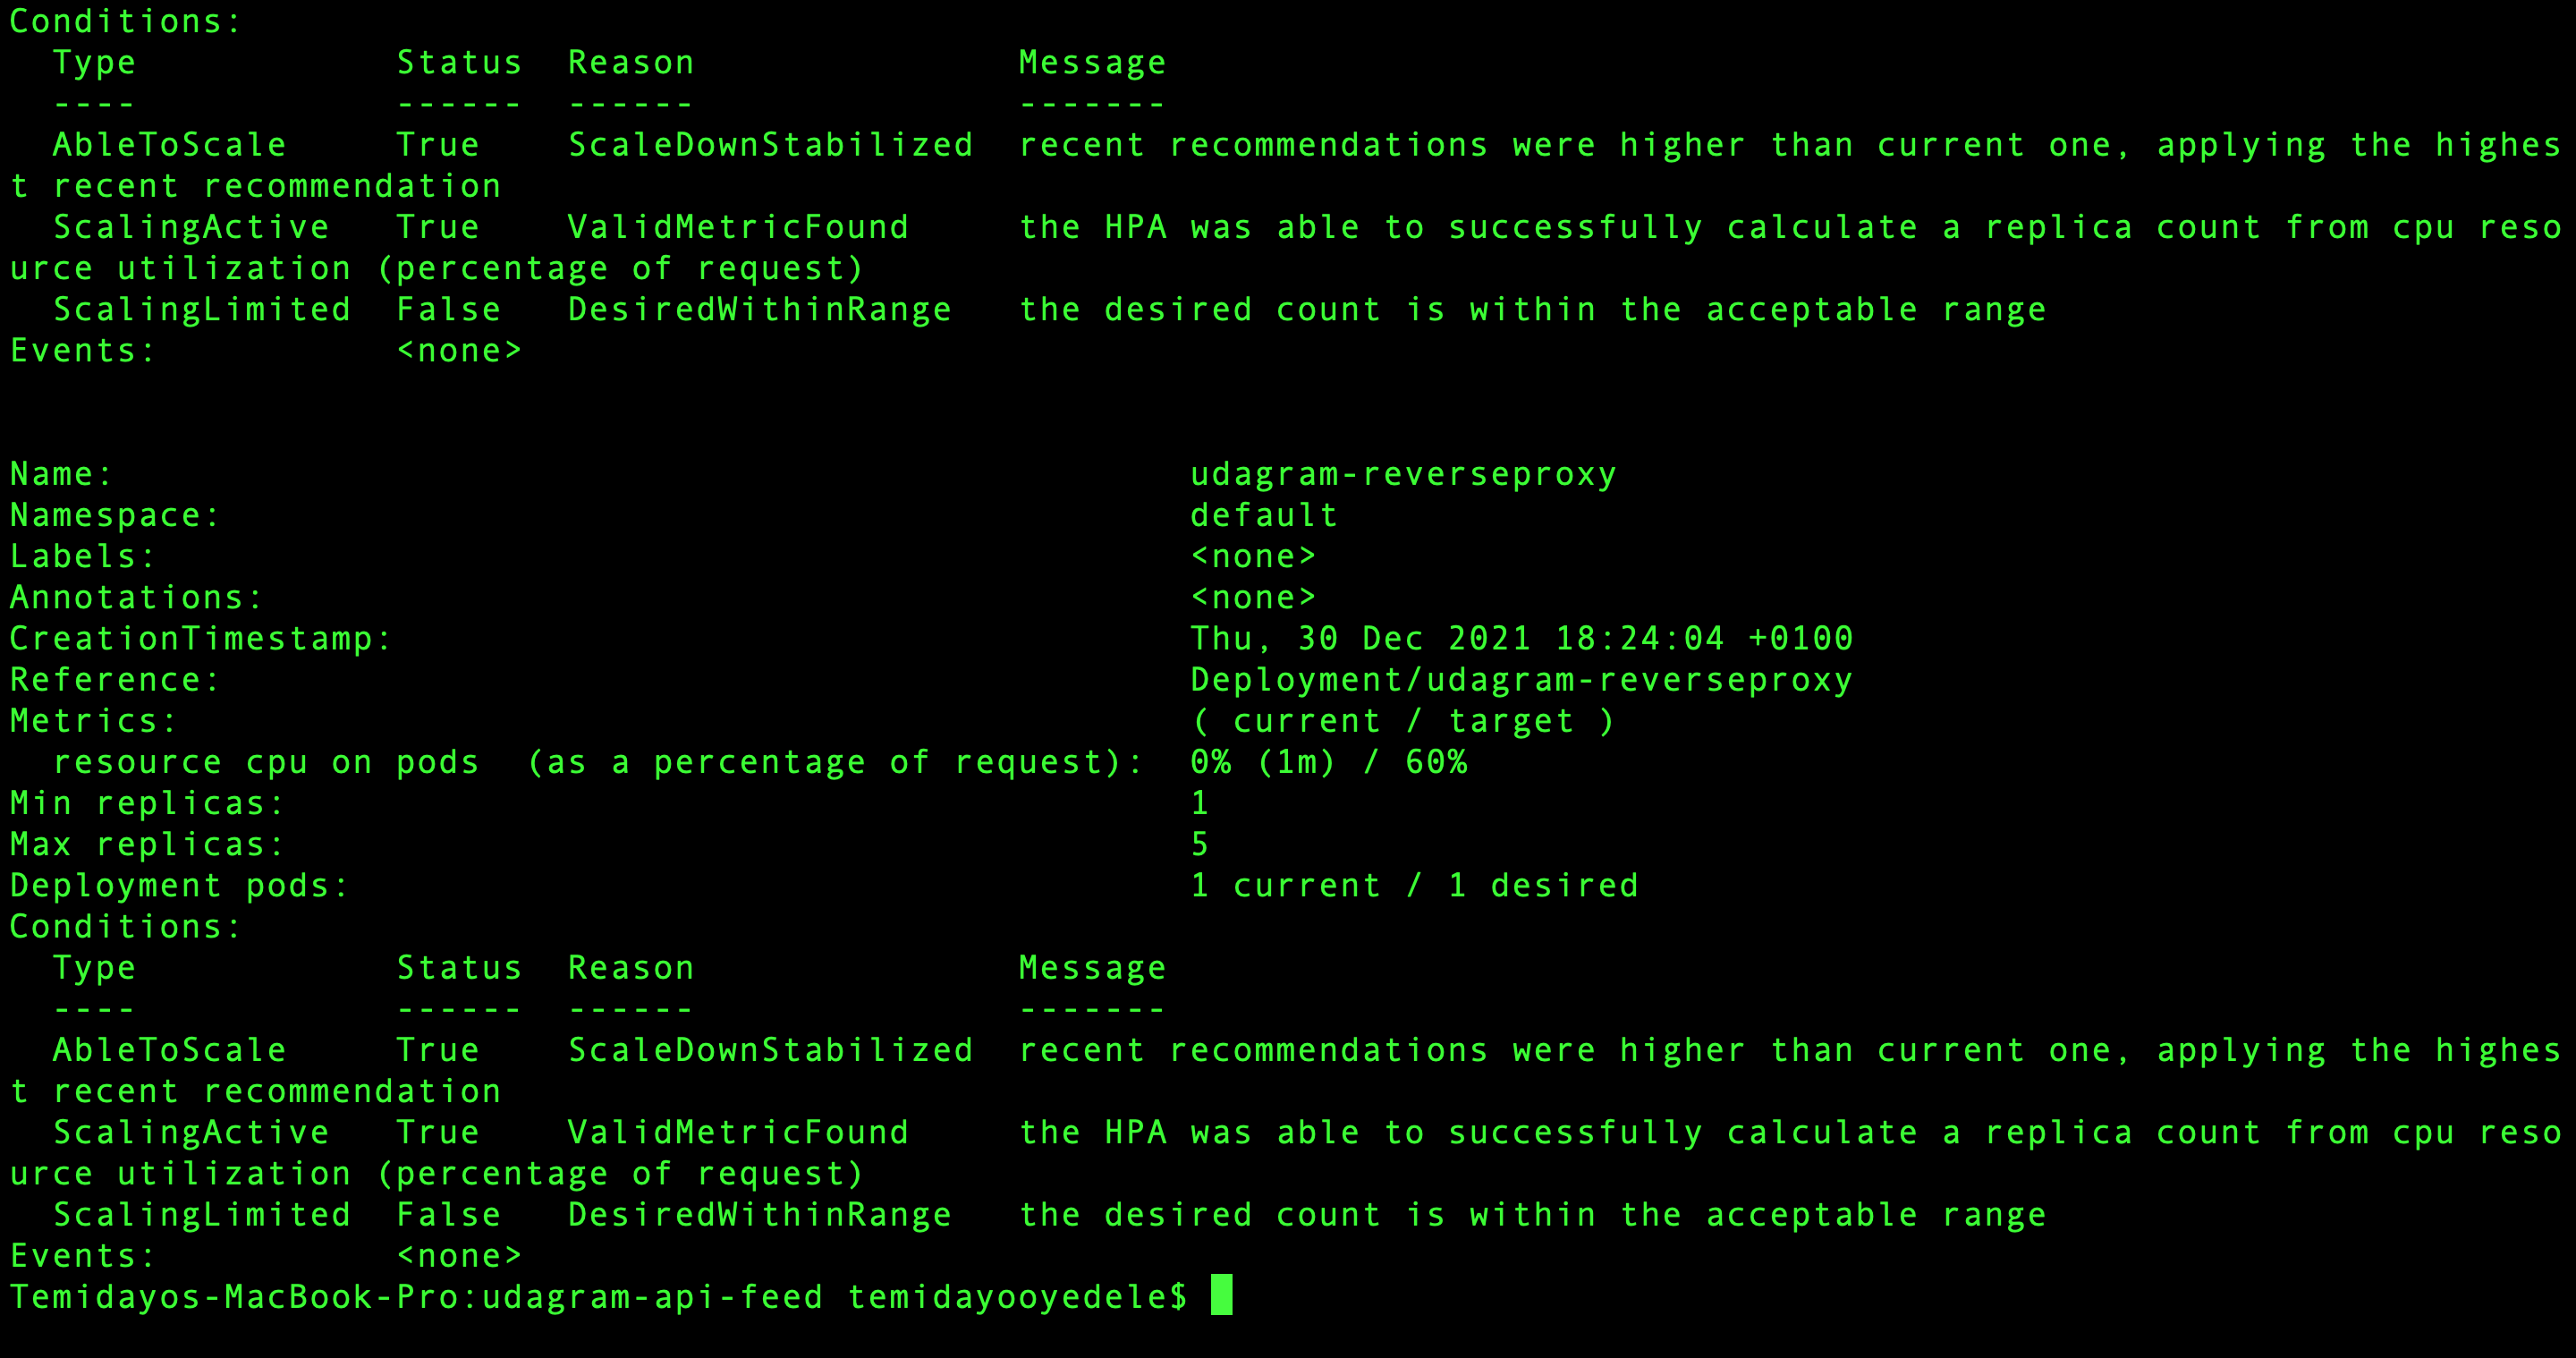 Conditions:
  Type            Status  Reason               Message
  ----            ------  ------               -------
  AbleToScale     True    ScaleDownStabilized  recent recommendations were higher than current one, applying the highes
t recent recommendation
  ScalingActive   True    ValidMetricFound     the HPA was able to successfully calculate a replica count from cpu reso
urce utilization (percentage of request)
  ScalingLimited  False   DesiredWithinRange   the desired count is within the acceptable range
Events:           <none>
Name:                                                  udagram-reverseproxy
Namespace:                                             default
Labels:                                                <none>
Annotations:                                           <none>
CreationTimestamp:                                     Thu, 30 Dec 2021 18:24:04 +0100
Reference:                                             Deployment/udagram-reverseproxy
Metrics:                                               ( current / target )
  resource cpu on pods  (as a percentage of request):  0% (1m) / 60%
Min replicas:                                          1
Max replicas:                                          5
Deployment pods:                                       1 current / 1 desired
Conditions:
  Type            Status  Reason               Message
  ----            ------  ------               -------
  AbleToScale     True    ScaleDownStabilized  recent recommendations were higher than current one, applying the highes
t recent recommendation
  ScalingActive   True    ValidMetricFound     the HPA was able to successfully calculate a replica count from cpu reso
urce utilization (percentage of request)
  ScalingLimited  False   DesiredWithinRange   the desired count is within the acceptable range
Events:           <none>
Temidayos-MacBook-Pro:udagram-api-feed temidayooyedele$